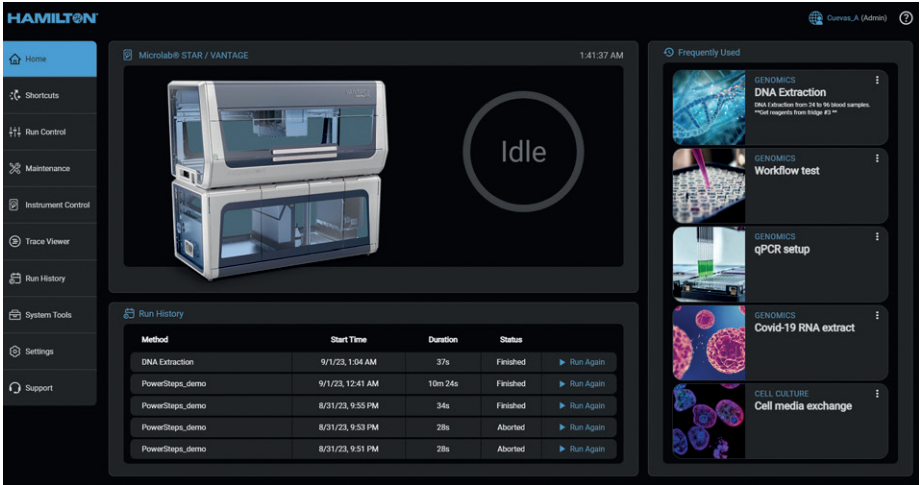 HAMILTON
Cuevas_A (Admin)
Home
Shortcuts
Run Control
Maintenance
Instrument Control
Trace Viewer
Run History
System Tools
Settings
Support
Microlab® STAR / VANTAGE
1:41:37 AM
VANTAGE
Idle
Run History
Method Start Time Duration Status
DNA Extraction 9/1/23, 1:04 AM 37s Finished Run Again
PowerSteps_demo 9/1/23, 12:41 AM 10m 24s Finished Run Again
PowerSteps_demo 8/31/23, 9:55 PM 34s Finished Run Again
PowerSteps_demo 8/31/23, 9:53 PM 28s Aborted Run Again
PowerSteps_demo 8/31/23, 9:51 PM 28s Aborted Run Again
Frequently Used
GENOMICS
DNA Extraction
DNA Extraction from 24 to 96 blood samples.
**Get reagents from fridge #3 **
GENOMICS
Workflow test
GENOMICS
qPCR setup
GENOMICS
Covid-19 RNA extract
CELL CULTURE
Cell media exchange